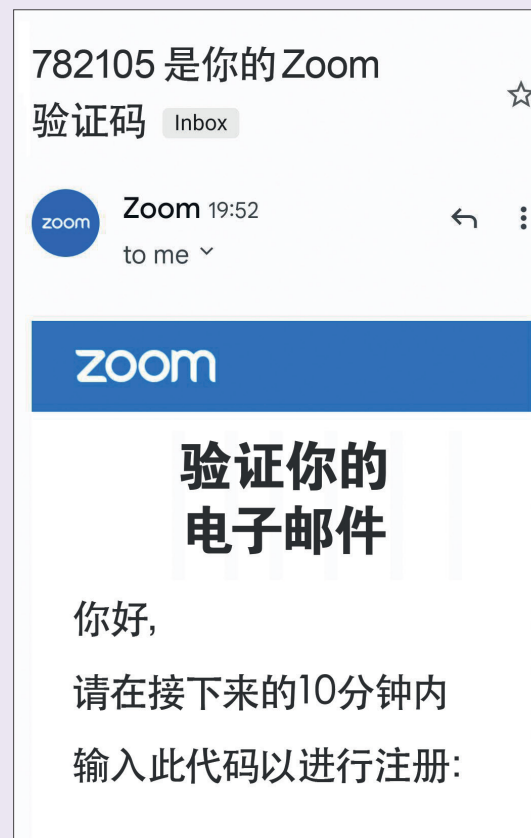 782105 是你的Zoom
验证码 Inbox
zoom
Zoom 19:52
to me
zoom
验证你的
电子邮件
你好,
请在接下来的10分钟内
输入此代码以进行注册: